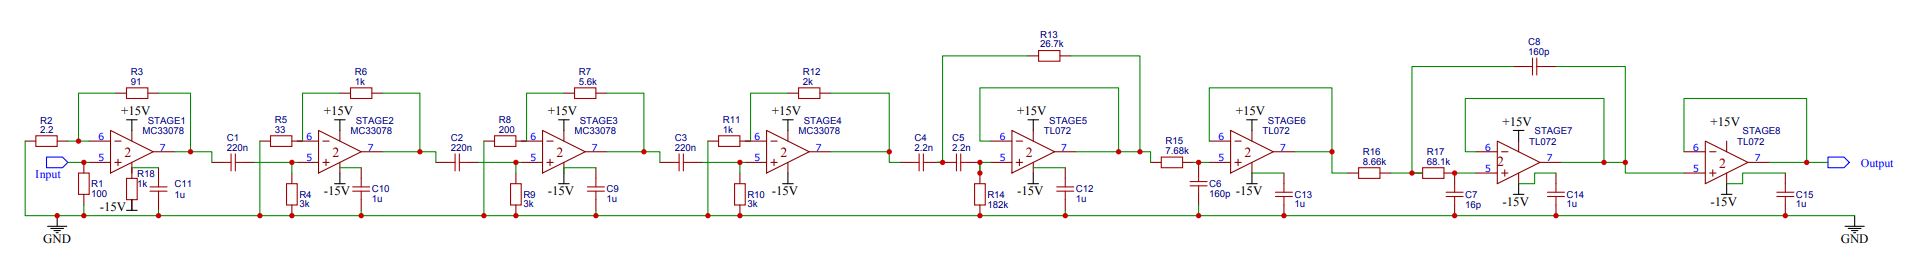 R13
26.7k
C8
160p
R3
91
R6
1k
R7
5.6k
R12
2k
+15V
+15V
+15V
+15V
+15V
+15V
+15V
+15V
R2
2.2
6
5
2
7
STAGE1
MC33078
Input
R1
100
R18
1k
C11
1u
-15V
C1
220n
R5
33
6
5
2
7
STAGE2
MC33078
R4
3k
-15V
C10
1u
C2
220n
R8
200
6
5
2
7
STAGE3
MC33078
R9
3k
-15V
C9
1u
C3
220n
R11
1k
6
5
2
7
STAGE4
MC33078
R10
3k
C4
2.2n
C5
2.2n
6
5
2
7
STAGE5
TL072
R14
182k
-15V
C12
1u
R15
7.68k
6
5
2
7
STAGE6
TL072
C6
160p
-15V
C13
1u
R16
8.66k
R17
68.1k
6
5
2
7
STAGE7
TL072
C7
16p
-15V
C14
1u
6
5
2
7
STAGE8
TL072
-15V
C15
1u
Output
GND
GND